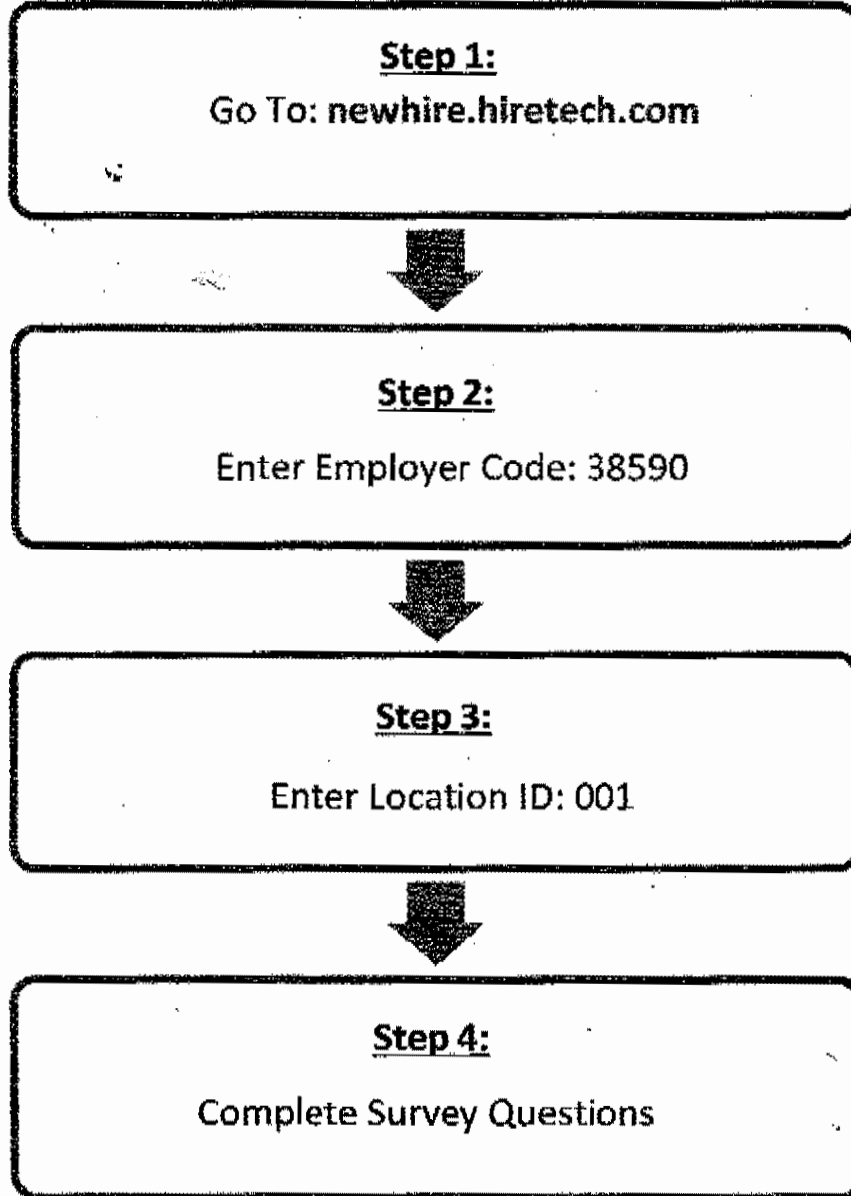 Step 1:
Go To: newhire.hiretech.com
Step 2:
Enter Employer Code: 38590
Step 3:
Enter Location ID: 001
Step 4:
Complete Survey Questions